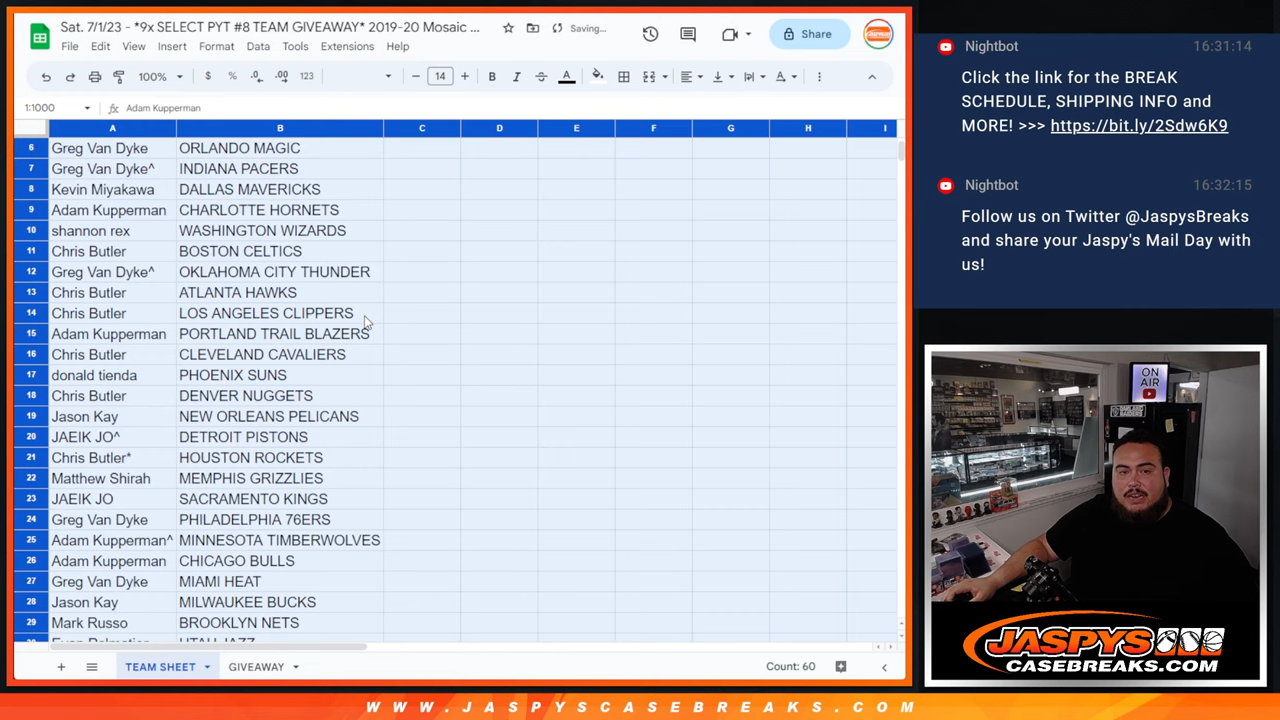 Sat. 7/1/23 - *9x SELECT PYT #8 TEAM GIVEAWAY* 2019-20 Mosaic ...
Saving...
Share
File Edit View Insert Format Data Tools Extensions Help
100% $ % .0 .00 123 14 B I A
1:1000 fx Adam Kupperman
A B C D E F G H I
6 Greg Van Dyke ORLANDO MAGIC
7 Greg Van Dyke^ INDIANA PACERS
8 Kevin Miyakawa DALLAS MAVERICKS
9 Adam Kupperman CHARLOTTE HORNETS
10 shannon rex WASHINGTON WIZARDS
11 Chris Butler BOSTON CELTICS
12 Greg Van Dyke^ OKLAHOMA CITY THUNDER
13 Chris Butler ATLANTA HAWKS
14 Chris Butler LOS ANGELES CLIPPERS
15 Adam Kupperman PORTLAND TRAIL BLAZERS
16 Chris Butler CLEVELAND CAVALIERS
17 donald tienda PHOENIX SUNS
18 Chris Butler DENVER NUGGETS
19 Jason Kay NEW ORLEANS PELICANS
20 JAEIK JO^ DETROIT PISTONS
21 Chris Butler* HOUSTON ROCKETS
22 Matthew Shirah MEMPHIS GRIZZLIES
23 JAEIK JO SACRAMENTO KINGS
24 Greg Van Dyke PHILADELPHIA 76ERS
25 Adam Kupperman^ MINNESOTA TIMBERWOLVES
26 Adam Kupperman CHICAGO BULLS
27 Greg Van Dyke MIAMI HEAT
28 Jason Kay MILWAUKEE BUCKS
29 Mark Russo BROOKLYN NETS
TEAM SHEET GIVEAWAY Count: 60
Nightbot 16:31:14
Click the link for the BREAK
SCHEDULE, SHIPPING INFO and
MORE! >>> https://bit.ly/2Sdw6K9
Nightbot 16:32:15
Follow us on Twitter @JaspysBreaks
and share your Jaspy's Mail Day with
us!
ON
AIR
JASPYS
CASEBREAKS.COM
WWW.JASPYSCASEBREAKS.COM